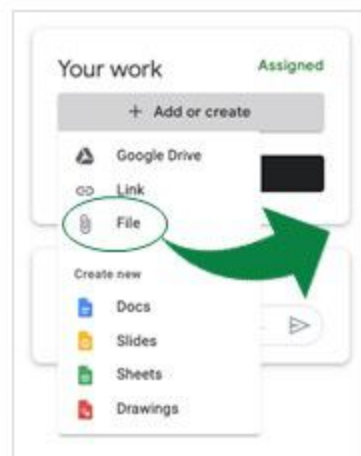 Your work
Assigned
+ Add or create
Google Drive
Link
File
Create new
Docs
Slides
Sheets
Drawings